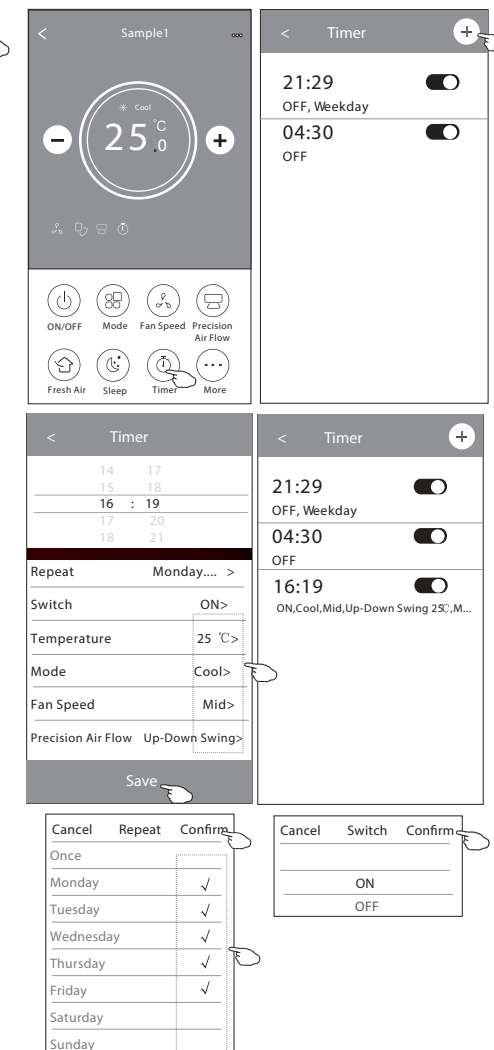 < Sample1 ...
Cool
25.0 °C
− +
ON/OFF Mode Fan Speed Precision Air Flow
Fresh Air Sleep Timer More
< Timer +
21:29
OFF, Weekday
04:30
OFF
< Timer
14 17
15 18
16 : 19
17 20
18 21
Repeat Monday.... >
Switch ON>
Temperature 25 ℃>
Mode Cool>
Fan Speed Mid>
Precision Air Flow Up-Down Swing>
Save
< Timer +
21:29
OFF, Weekday
04:30
OFF
16:19
ON,Cool,Mid,Up-Down Swing 25℃,M...
Cancel Repeat Confirm
Once
Monday √
Tuesday √
Wednesday √
Thursday √
Friday √
Saturday
Sunday
Cancel Switch Confirm
ON
OFF